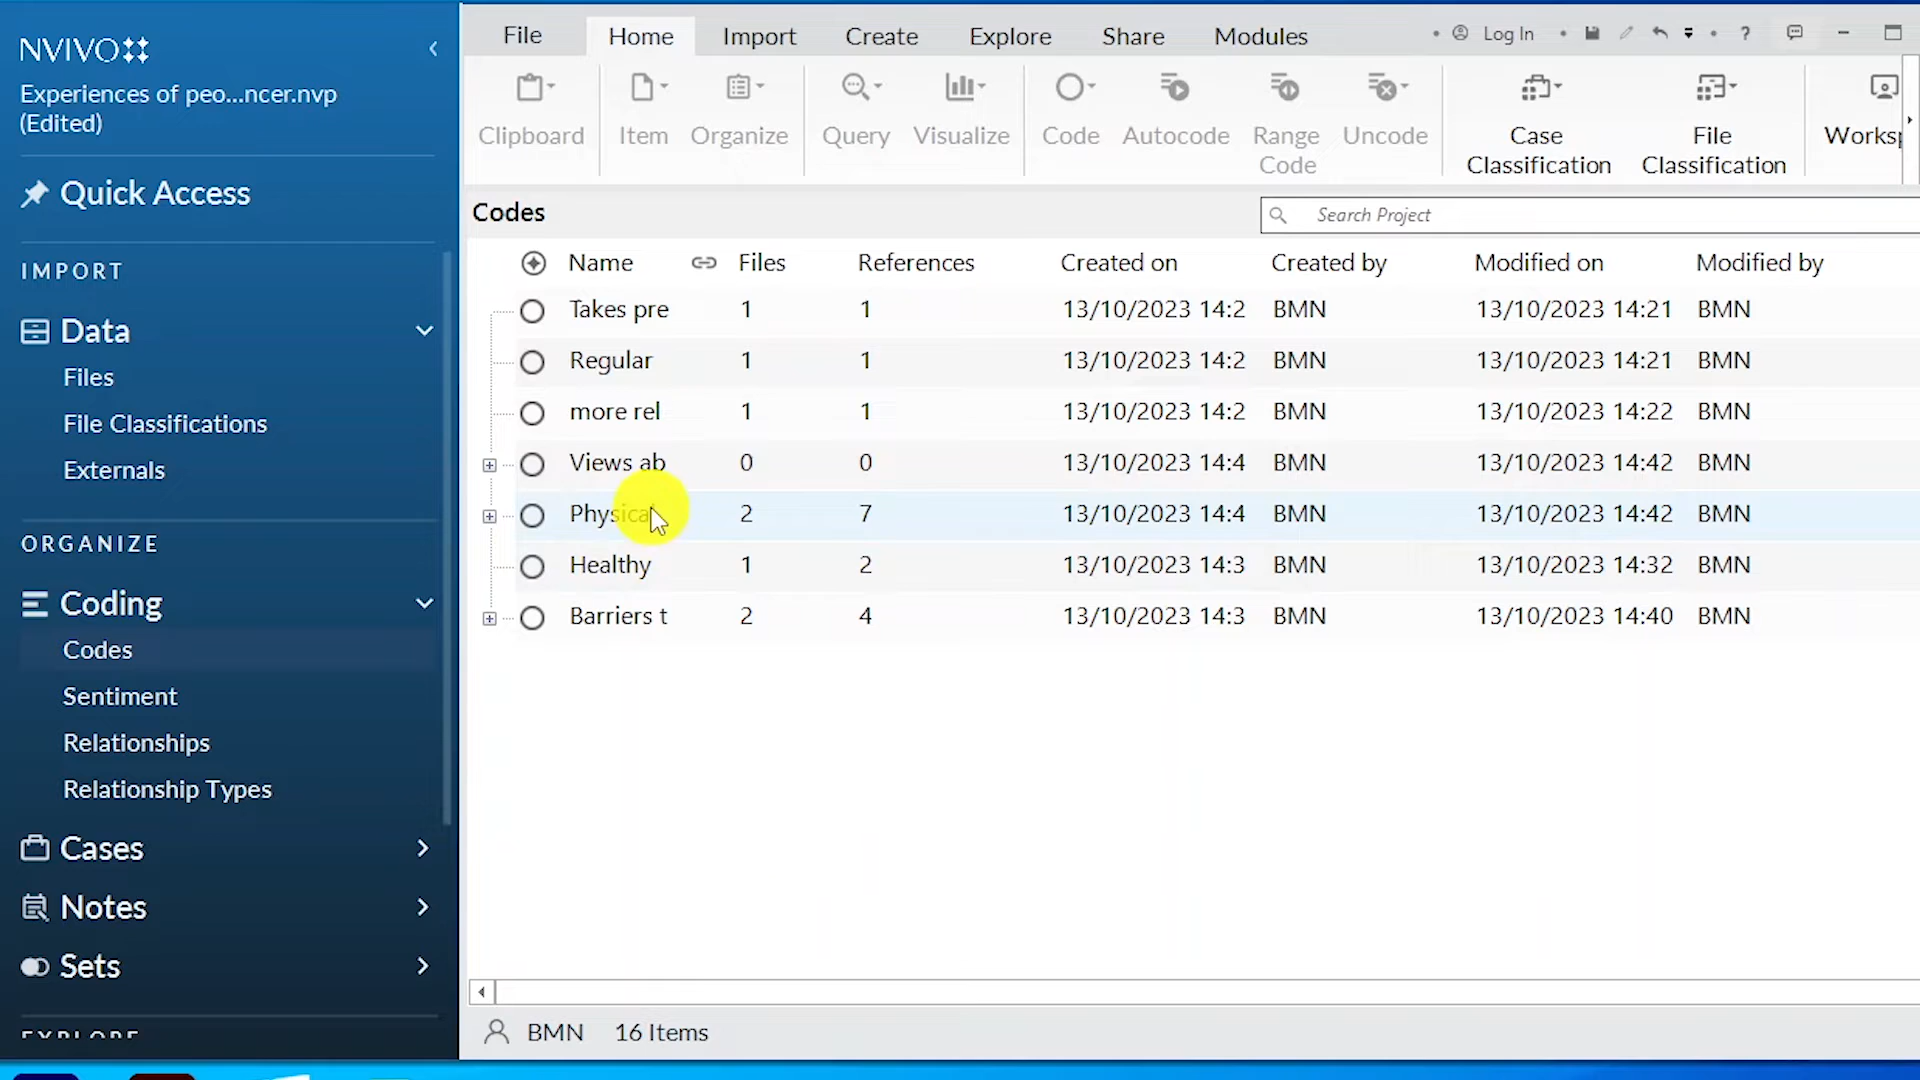 NVIVO
Experiences of peo...ncer.nvp
(Edited)
Quick Access
IMPORT
Data
Files
File Classifications
Externals
ORGANIZE
Coding
Codes
Sentiment
Relationships
Relationship Types
Cases
Notes
Sets
EXPLORE
File Home Import Create Explore Share Modules Log In ?
Clipboard Item Organize Query Visualize Code Autocode Range Code Uncode Case Classification File Classification Worksp
Codes
Search Project
Name Files References Created on Created by Modified on Modified by
Takes pre 1 1 13/10/2023 14:2 BMN 13/10/2023 14:21 BMN
Regular 1 1 13/10/2023 14:2 BMN 13/10/2023 14:21 BMN
more rel 1 1 13/10/2023 14:2 BMN 13/10/2023 14:22 BMN
Views ab 0 0 13/10/2023 14:4 BMN 13/10/2023 14:42 BMN
Physical 2 7 13/10/2023 14:4 BMN 13/10/2023 14:42 BMN
Healthy 1 2 13/10/2023 14:3 BMN 13/10/2023 14:32 BMN
Barriers t 2 4 13/10/2023 14:3 BMN 13/10/2023 14:40 BMN
BMN 16 Items